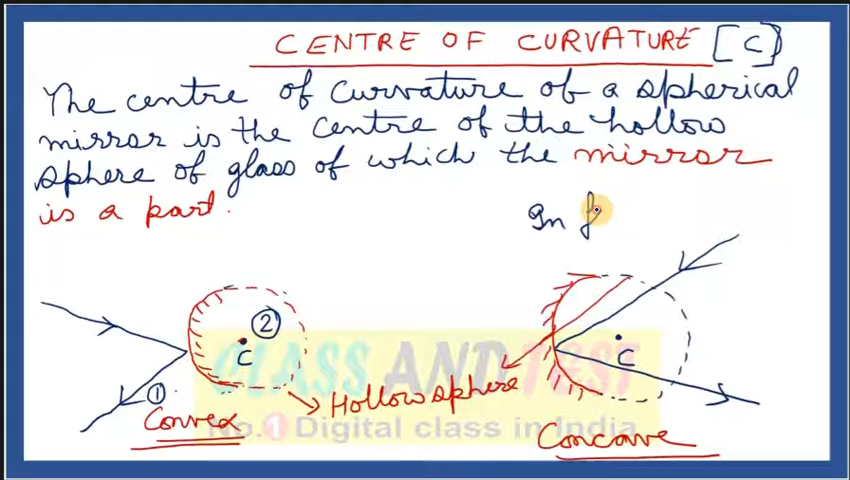 CENTRE OF CURVATURE [C]
The centre of curvature of a spherical
mirror is the centre of the hollow
sphere of glass of which the mirror
is a part.
In f
2
C
C
1
Hollow sphere
Convex
Concave
CLASS AND TEST
No.1 Digital class in India